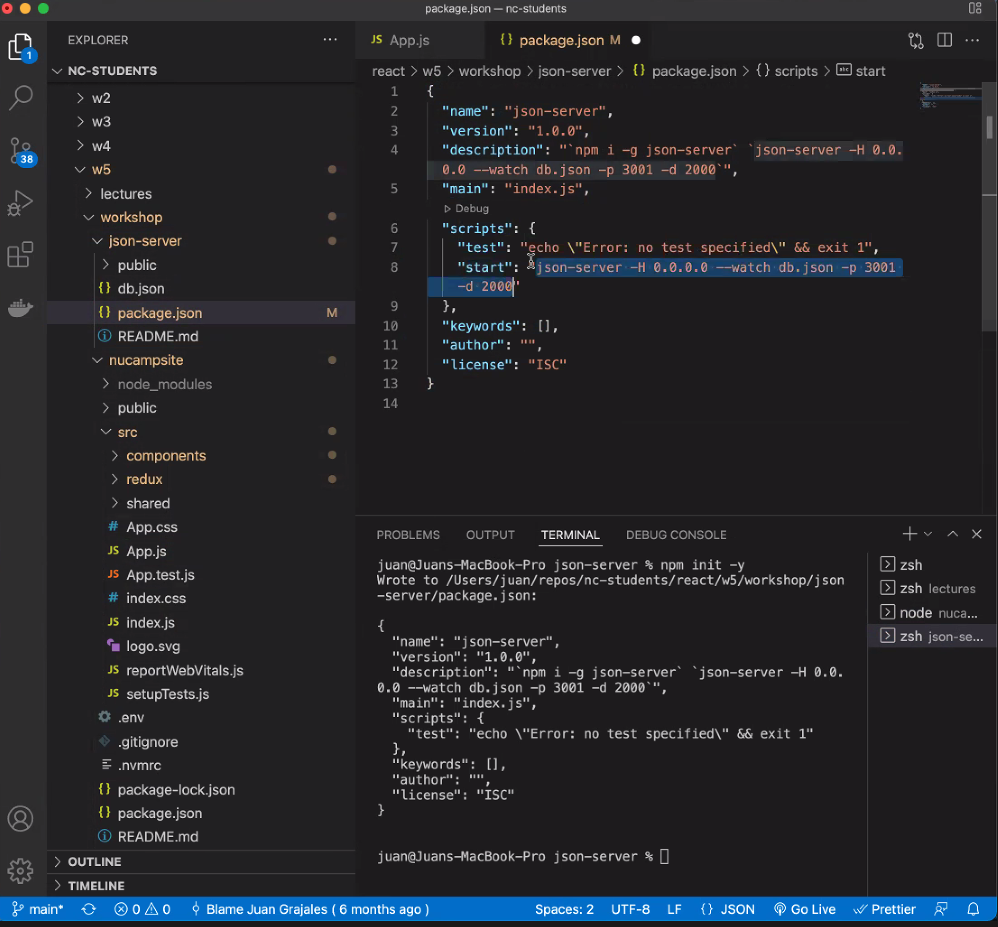 package.json — nc-students
EXPLORER
NC-STUDENTS
w2
w3
w4
w5
lectures
workshop
json-server
public
{} db.json
{} package.json M
README.md
nucampsite
node_modules
public
src
components
redux
shared
# App.css
JS App.js
JS App.test.js
# index.css
JS index.js
logo.svg
JS reportWebVitals.js
JS setupTests.js
.env
.gitignore
.nvmrc
{} package-lock.json
{} package.json
README.md
OUTLINE
TIMELINE
1
38
JS App.js
{} package.json M
react > w5 > workshop > json-server > {} package.json > {} scripts > start
1 {
2 "name": "json-server",
3 "version": "1.0.0",
4 "description": "`npm i -g json-server` `json-server -H 0.0.
0.0 --watch db.json -p 3001 -d 2000`",
5 "main": "index.js",
Debug
6 "scripts": {
7 "test": "echo \"Error: no test specified\" && exit 1",
8 "start": "json-server -H 0.0.0.0 --watch db.json -p 3001
-d 2000"
9 },
10 "keywords": [],
11 "author": "",
12 "license": "ISC"
13 }
14
PROBLEMS OUTPUT TERMINAL DEBUG CONSOLE
juan@Juans-MacBook-Pro json-server % npm init -y
Wrote to /Users/juan/repos/nc-students/react/w5/workshop/json
-server/package.json:
{
"name": "json-server",
"version": "1.0.0",
"description": "`npm i -g json-server` `json-server -H 0.0.
0.0 --watch db.json -p 3001 -d 2000`",
"main": "index.js",
"scripts": {
"test": "echo \"Error: no test specified\" && exit 1"
},
"keywords": [],
"author": "",
"license": "ISC"
}
juan@Juans-MacBook-Pro json-server %
zsh
zsh lectures
node nuca...
zsh json-se...
main* 0 0 Blame Juan Grajales ( 6 months ago ) Spaces: 2 UTF-8 LF {} JSON Go Live Prettier